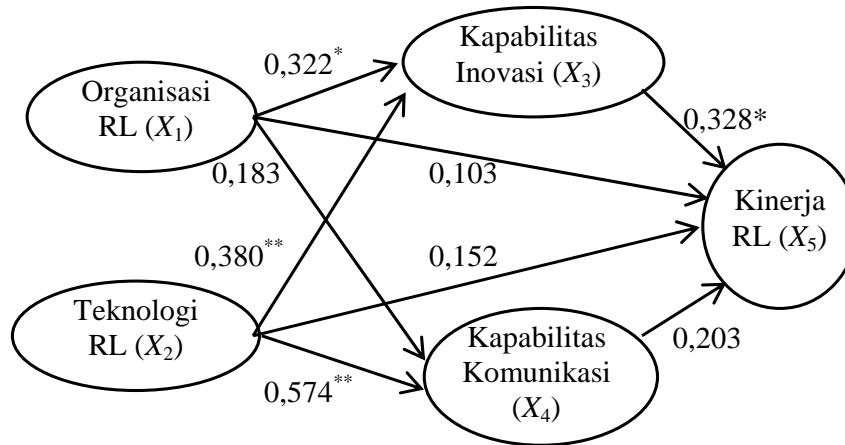 Kapabilitas
Inovasi (X3)
0,322*
Organisasi
RL (X1)
0,328*
0,183
0,103
Kinerja
RL (X5)
0,380**
0,152
Teknologi
RL (X2)
Kapabilitas
Komunikasi
(X4)
0,203
0,574**